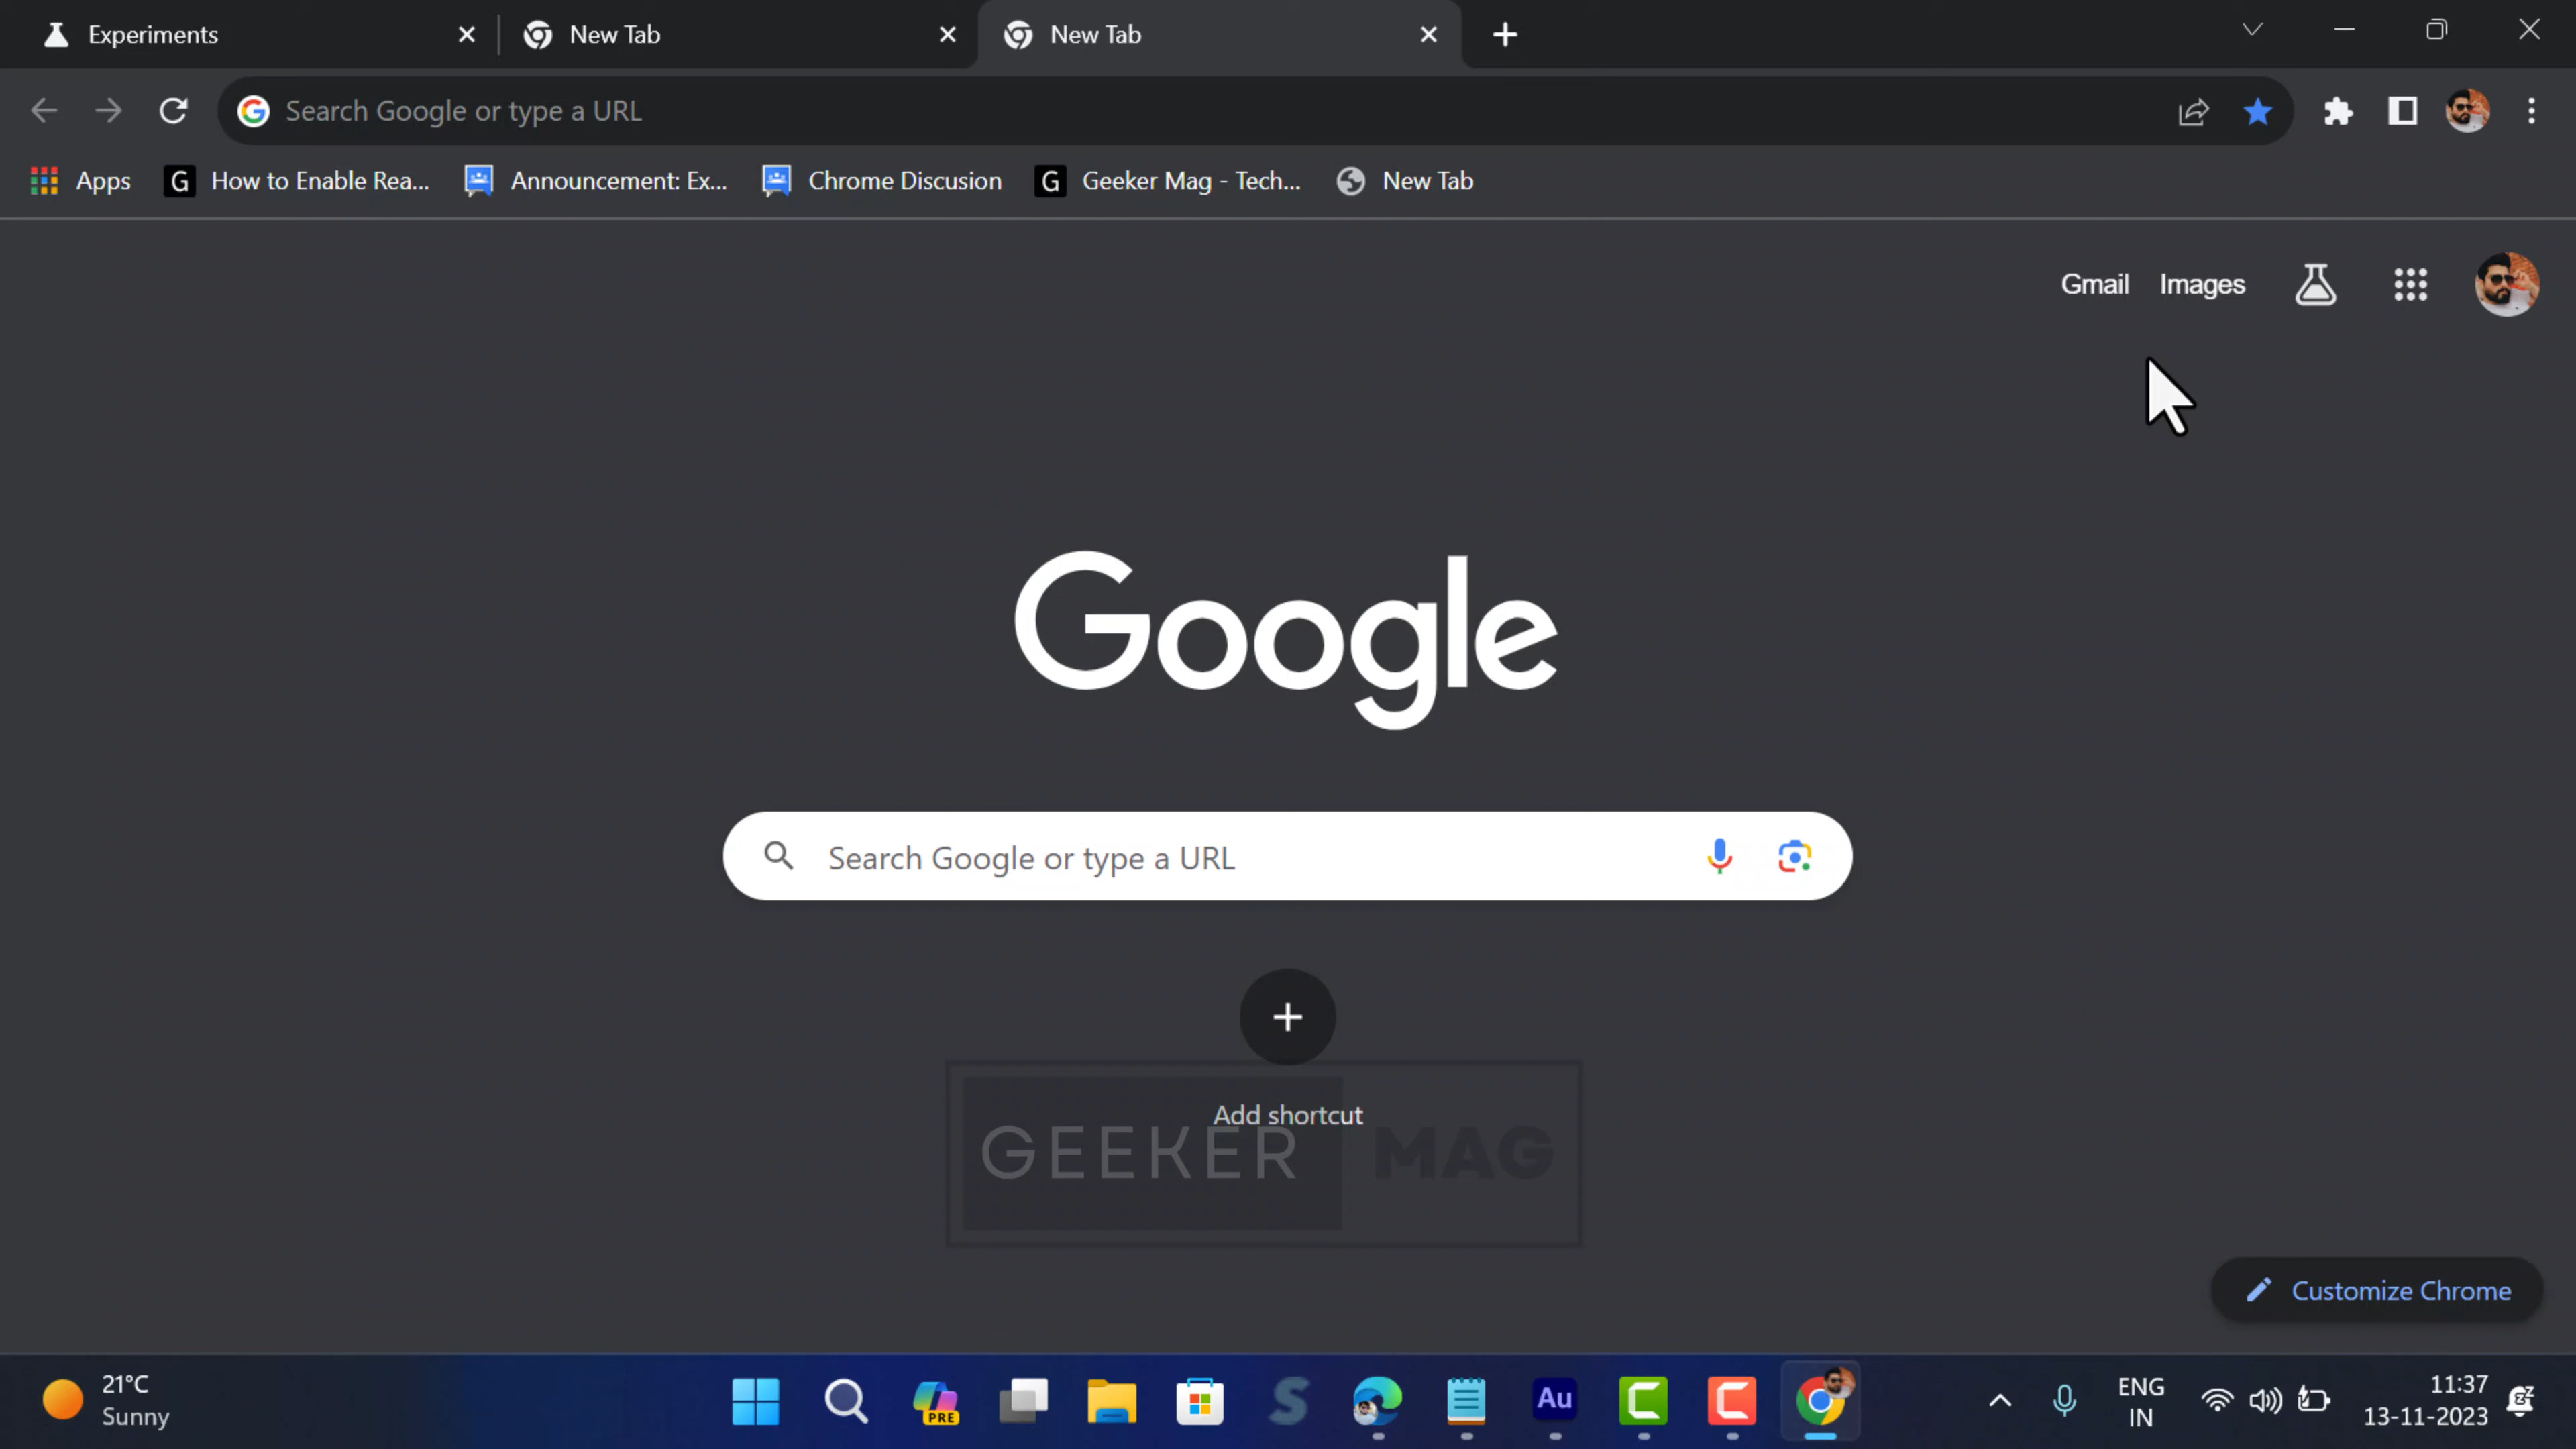 Experiments
New Tab
New Tab
Search Google or type a URL
Apps
G
How to Enable Rea...
Announcement: Ex...
Chrome Discusion
G
Geeker Mag - Tech...
New Tab
Gmail
Images
Google
Search Google or type a URL
Add shortcut
GEEKER MAG
Customize Chrome
21°C
Sunny
PRE
Au
ENG
IN
11:37
13-11-2023